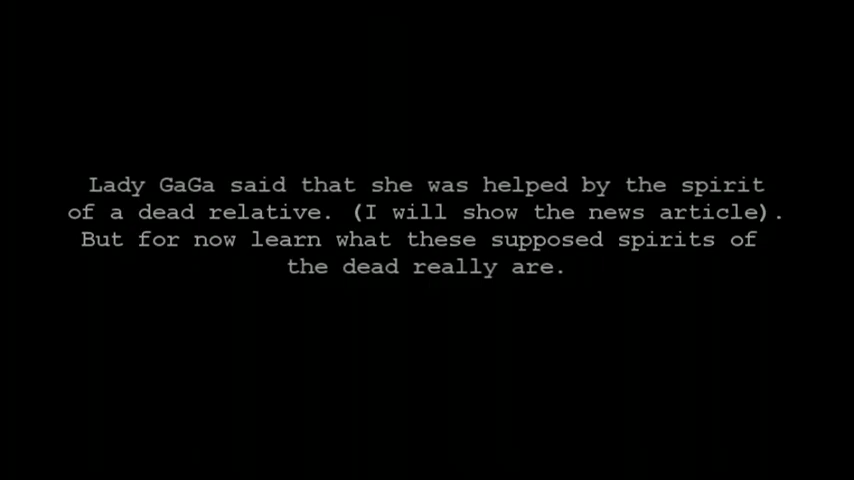 Lady GaGa said that she was helped by the spirit
of a dead relative. (I will show the news article).
But for now learn what these supposed spirits of
the dead really are.